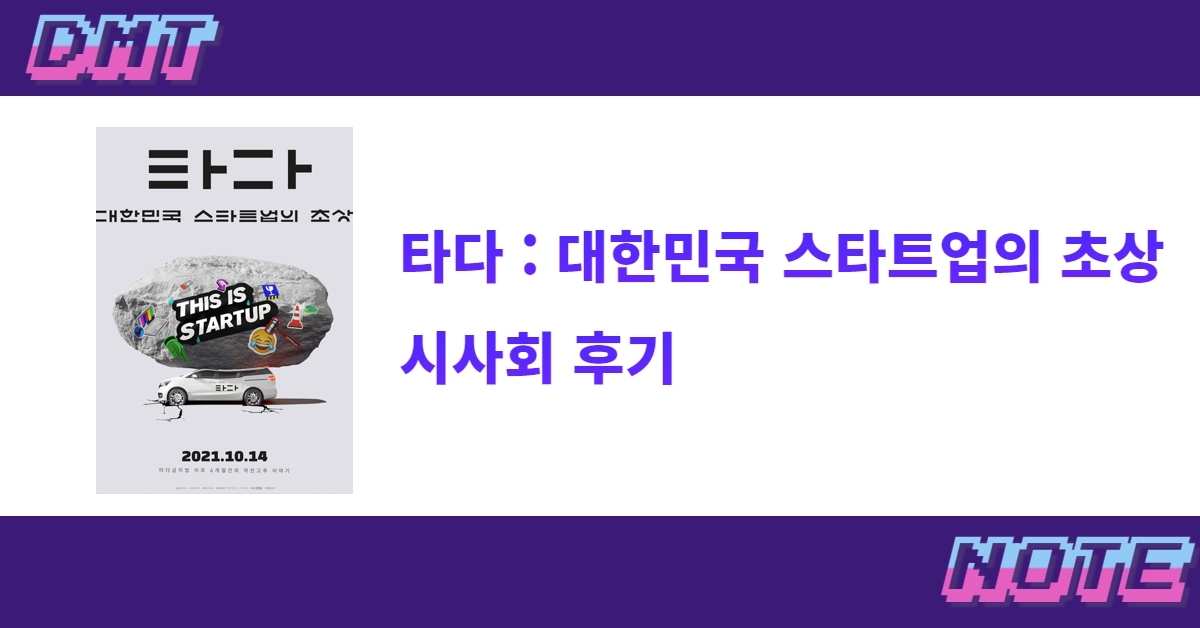 DMT
타다
대한민국 스타트업의 초상
THIS IS
STARTUP
타다
2021.10.14
타다금지법 이후 6개월간의 악전고투 이야기
타다 : 대한민국 스타트업의 초상
시사회 후기
NOTE